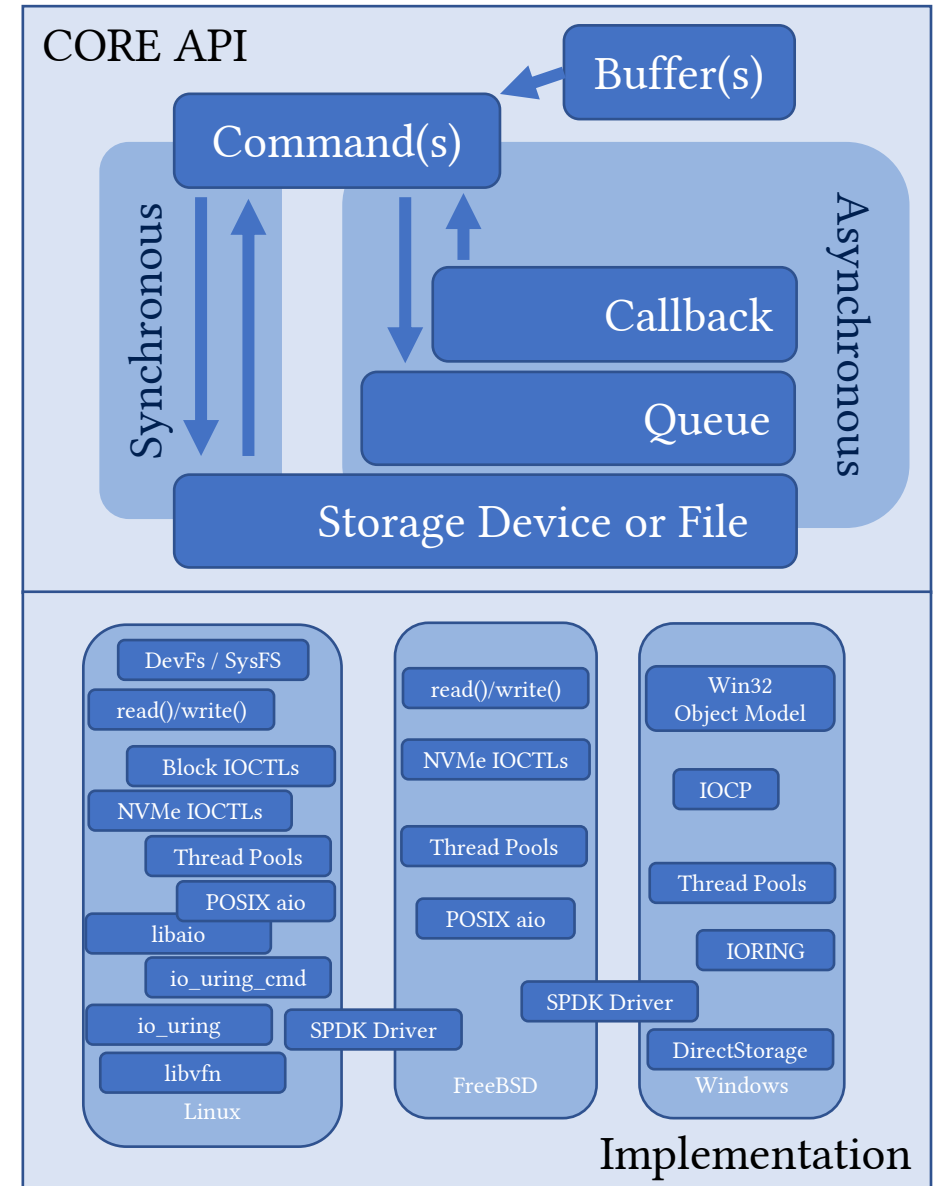 CORE API
Buffer(s)
Command(s)
Synchronous
Asynchronous
Callback
Queue
Storage Device or File
DevFs / SysFS
read()/write()
Block IOCTLs
NVMe IOCTLs
Thread Pools
POSIX aio
libaio
io_uring_cmd
io_uring
SPDK Driver
libvfn
Linux
read()/write()
NVMe IOCTLs
Thread Pools
POSIX aio
SPDK Driver
FreeBSD
Win32
Object Model
IOCP
Thread Pools
IORING
DirectStorage
Windows
Implementation